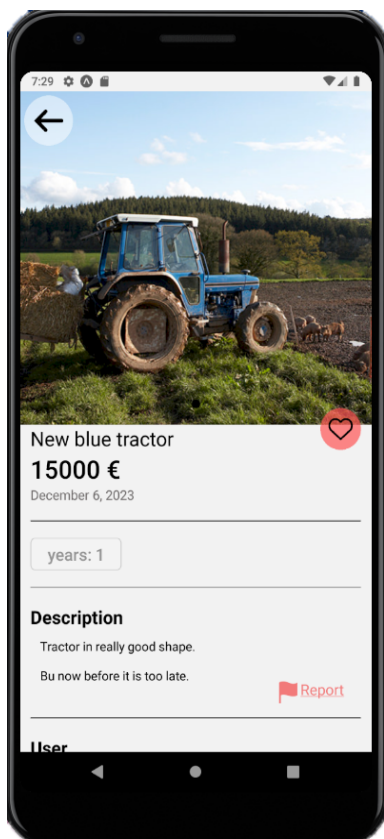 7:29
New blue tractor
15000 €
December 6, 2023
years: 1
Description
Tractor in really good shape.
Bu now before it is too late.
Report
User